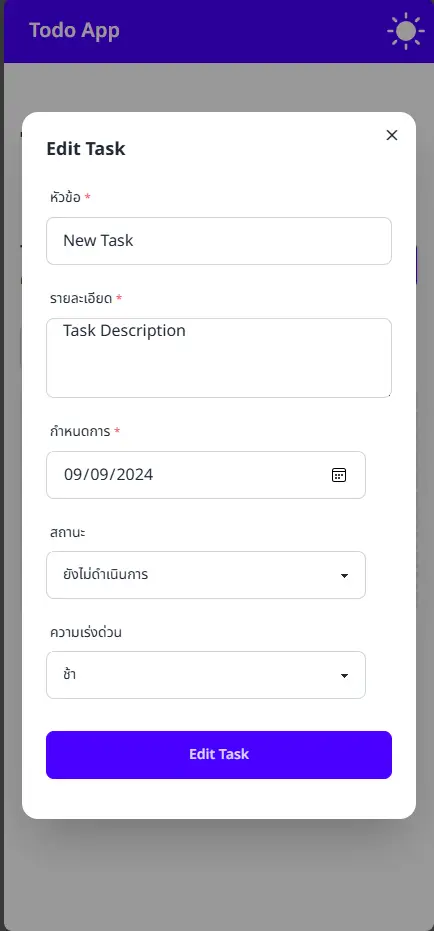 Todo App
Edit Task
หัวข้อ *
New Task
รายละเอียด *
Task Description
กำหนดการ *
09/09/2024
สถานะ
ยังไม่ดำเนินการ
ความเร่งด่วน
ช้า
Edit Task